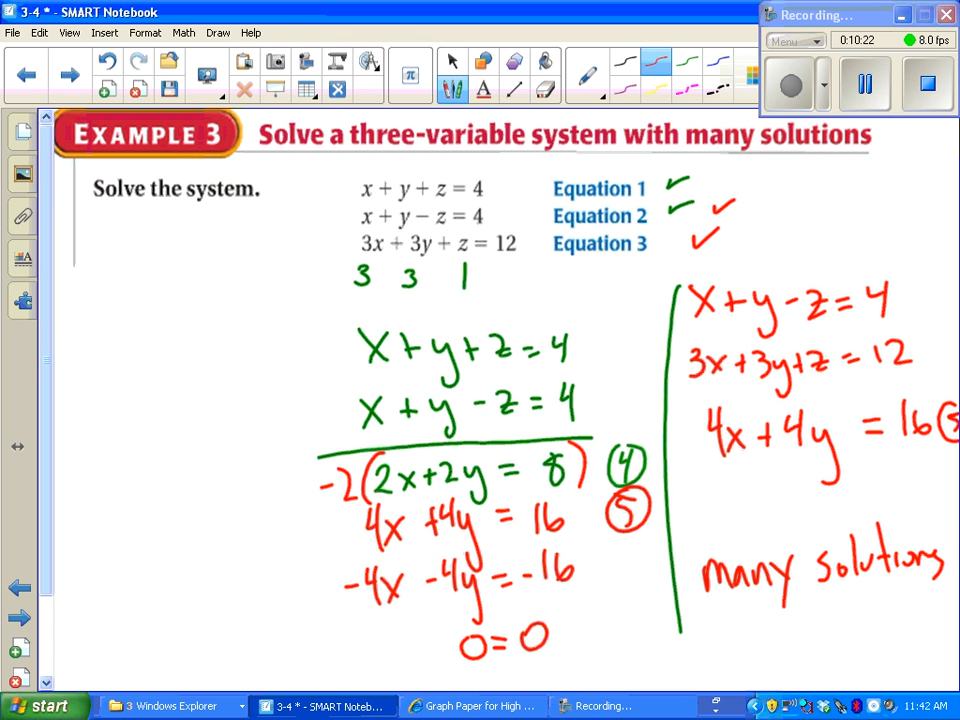 3-4 * - SMART Notebook
Recording...
File Edit View Insert Format Math Draw Help
Menu 0:10:22 8.0 fps
EXAMPLE 3 Solve a three-variable system with many solutions
Solve the system.
x + y + z = 4 Equation 1 ✓
x + y − z = 4 Equation 2 ✓ ✓
3x + 3y + z = 12 Equation 3 ✓
3 3 1
x + y + z = 4
x + y - z = 4
-2(2x+2y = 8) ④
4x +4y = 16 ⑤
-4x -4y = -16
0 = 0
x + y - z = 4
3x + 3y + z = 12
4x + 4y = 16
many solutions
start 3 Windows Explorer 3-4 * - SMART Noteb... Graph Paper for High ... Recording... 11:42 AM